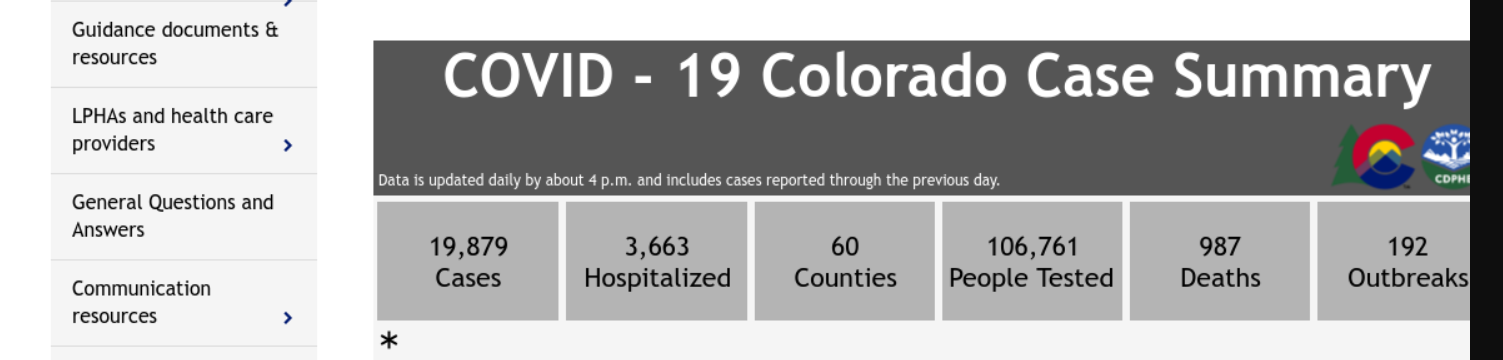 Guidance documents &
resources
LPHAs and health care
providers
General Questions and
Answers
Communication
resources
COVID - 19 Colorado Case Summary
CDPHE
Data is updated daily by about 4 p.m. and includes cases reported through the previous day.
19,879
Cases
3,663
Hospitalized
60
Counties
106,761
People Tested
987
Deaths
192
Outbreaks
*